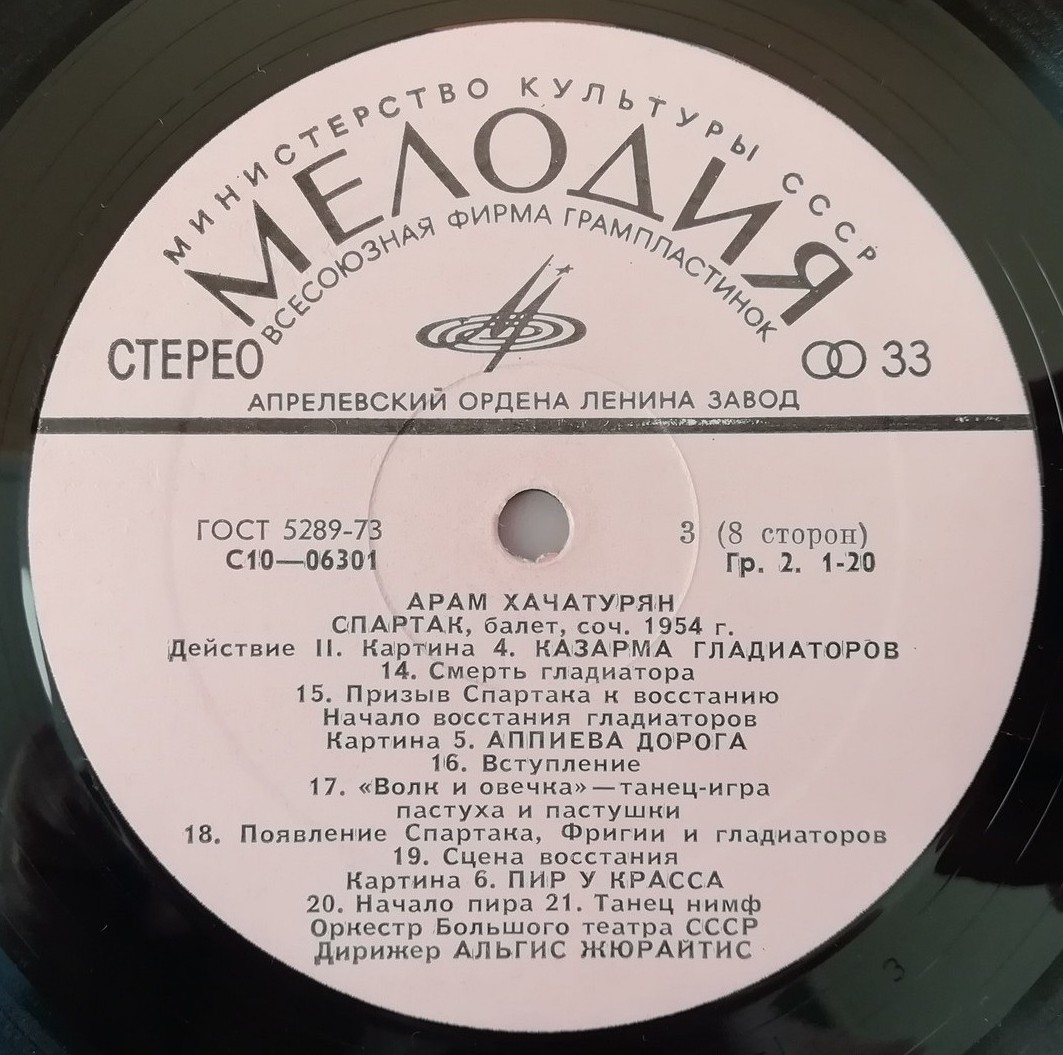 МИНИСТЕРСТВО КУЛЬТУРЫ СССР
МЕЛОДИЯ
ВСЕСОЮЗНАЯ ФИРМА ГРАМПЛАСТИНОК
СТЕРЕО
33
АПРЕЛЕВСКИЙ ОРДЕНА ЛЕНИНА ЗАВОД
ГОСТ 5289-73
3 (8 сторон)
С10—06301
Гр. 2. 1-20
АРАМ ХАЧАТУРЯН
СПАРТАК, балет, соч. 1954 г.
Действие II. Картина 4. КАЗАРМА ГЛАДИАТОРОВ
14. Смерть гладиатора
15. Призыв Спартака к восстанию
Начало восстания гладиаторов
Картина 5. АППИЕВА ДОРОГА
16. Вступление
17. «Волк и овечка»—танец-игра
пастуха и пастушки
18. Появление Спартака, Фригии и гладиаторов
19. Сцена восстания
Картина 6. ПИР У КРАССА
20. Начало пира 21. Танец нимф
Оркестр Большого театра СССР
Дирижер АЛЬГИС ЖЮРАЙТИС
3